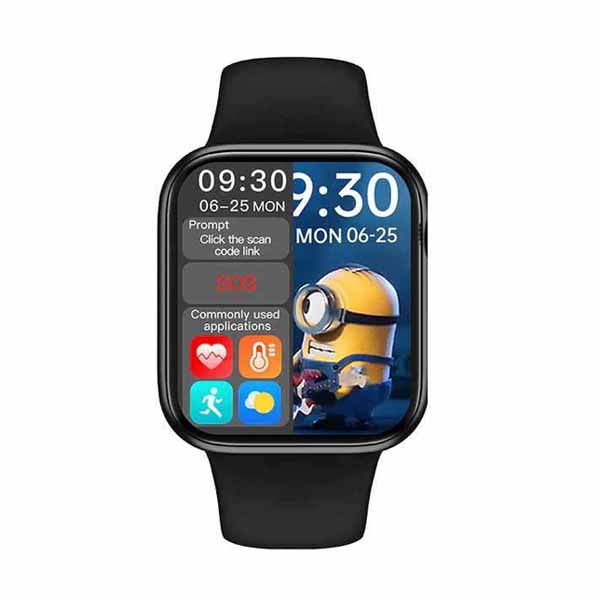 09:30
06-25 MON
Prompt
Click the scan
code link
SOS
Commonly used
applications
9:30
MON 06-25